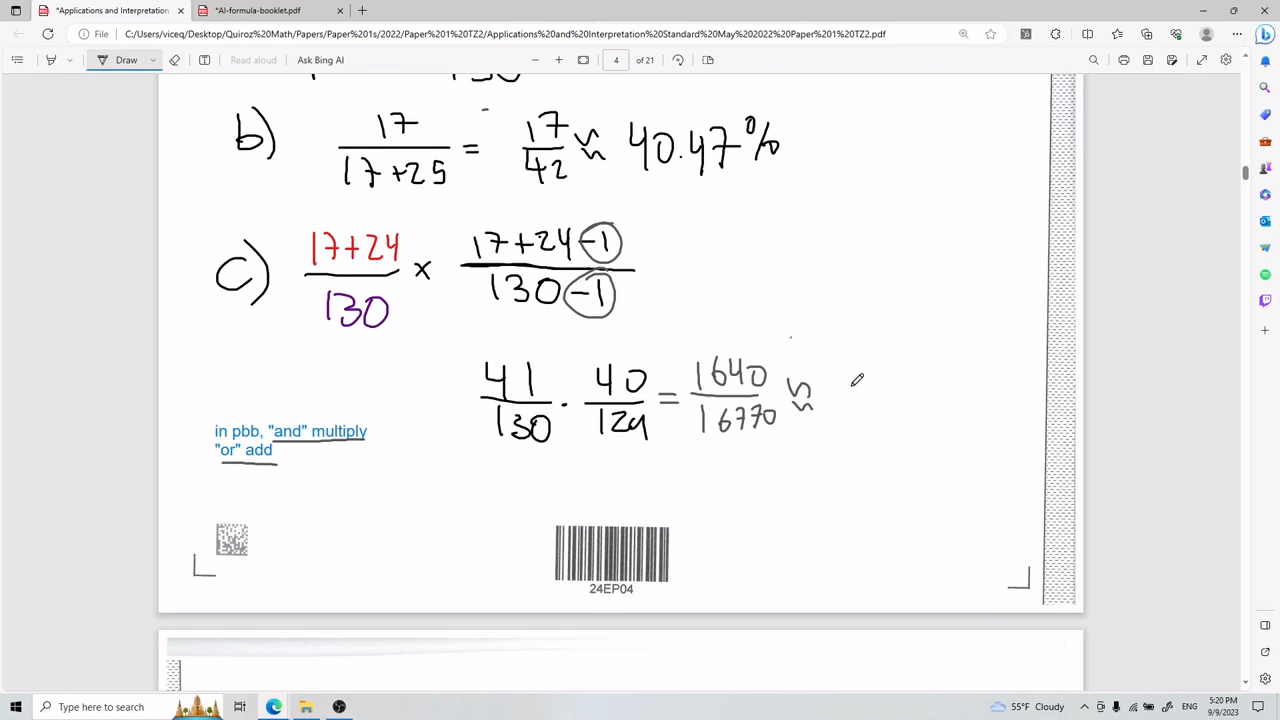 *Applications and Interpretation
*AI-formula-booklet.pdf
File
C:/Users/viceq/Desktop/Quiroz%20Math/Papers/Paper%201s/2022/Paper%201%20TZ2/Applications%20and%20Interpretation%20Standard%20May%202022%20Paper%201%20TZ2.pdf
Draw
Read aloud
Ask Bing AI
4
of 21
b) 17/(17+25) = 17/42 ≈ 40.47%
c) (17+24)/130 × (17+24-1)/(130-1)
41/130 · 40/129 = 1640/16770 ≈
in pbb, "and" multiply
"or" add
24EP04
Type here to search
55°F Cloudy
5:20 PM
9/9/2023